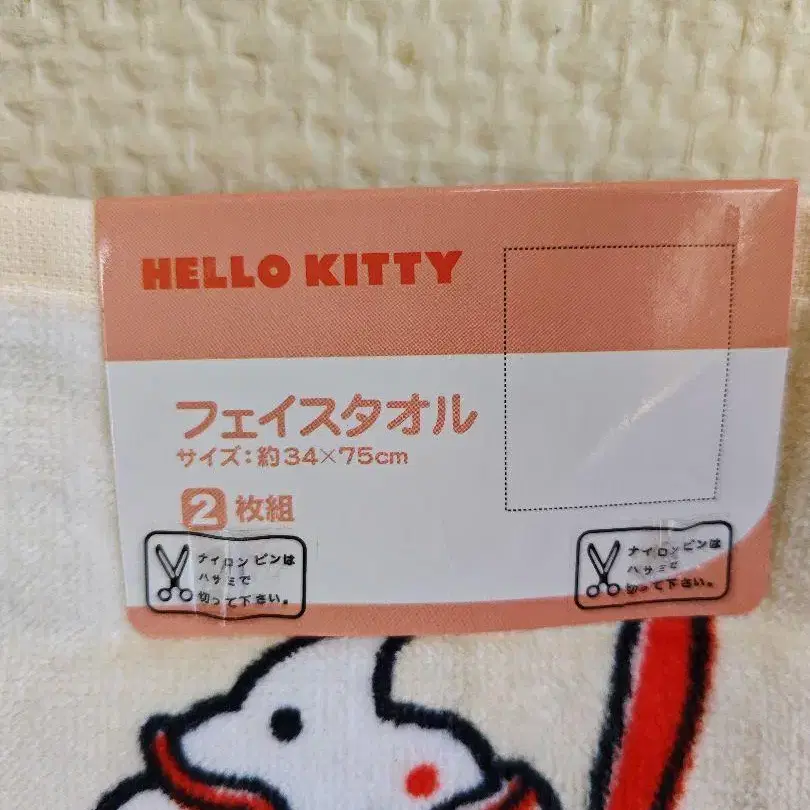 HELLO KITTY
フェイスタオル
サイズ:約34×75cm
2枚組
ナイロンピンは
ハサミで
切って下さい。
ナイロンピンは
ハサミで
切って下さい。